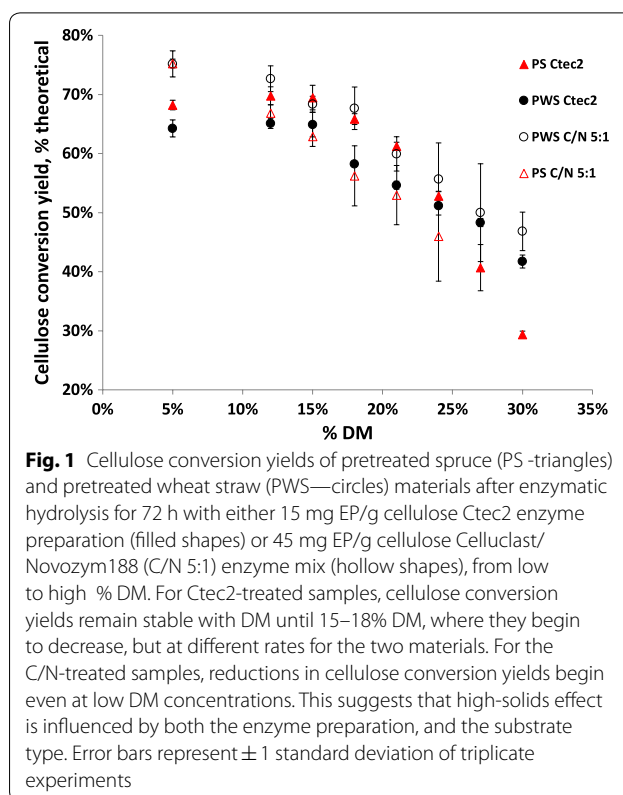 80%
70%
60%
50%
40%
30%
20%
Cellulose conversion yield, % theoretical
PS Ctec2
PWS Ctec2
PWS C/N 5:1
PS C/N 5:1
0% 5% 10% 15% 20% 25% 30% 35%
% DM
Fig. 1 Cellulose conversion yields of pretreated spruce (PS -triangles)
and pretreated wheat straw (PWS—circles) materials after enzymatic
hydrolysis for 72 h with either 15 mg EP/g cellulose Ctec2 enzyme
preparation (filled shapes) or 45 mg EP/g cellulose Celluclast/
Novozym188 (C/N 5:1) enzyme mix (hollow shapes), from low
to high % DM. For Ctec2-treated samples, cellulose conversion
yields remain stable with DM until 15–18% DM, where they begin
to decrease, but at different rates for the two materials. For the
C/N-treated samples, reductions in cellulose conversion yields begin
even at low DM concentrations. This suggests that high-solids effect
is influenced by both the enzyme preparation, and the substrate
type. Error bars represent ± 1 standard deviation of triplicate
experiments